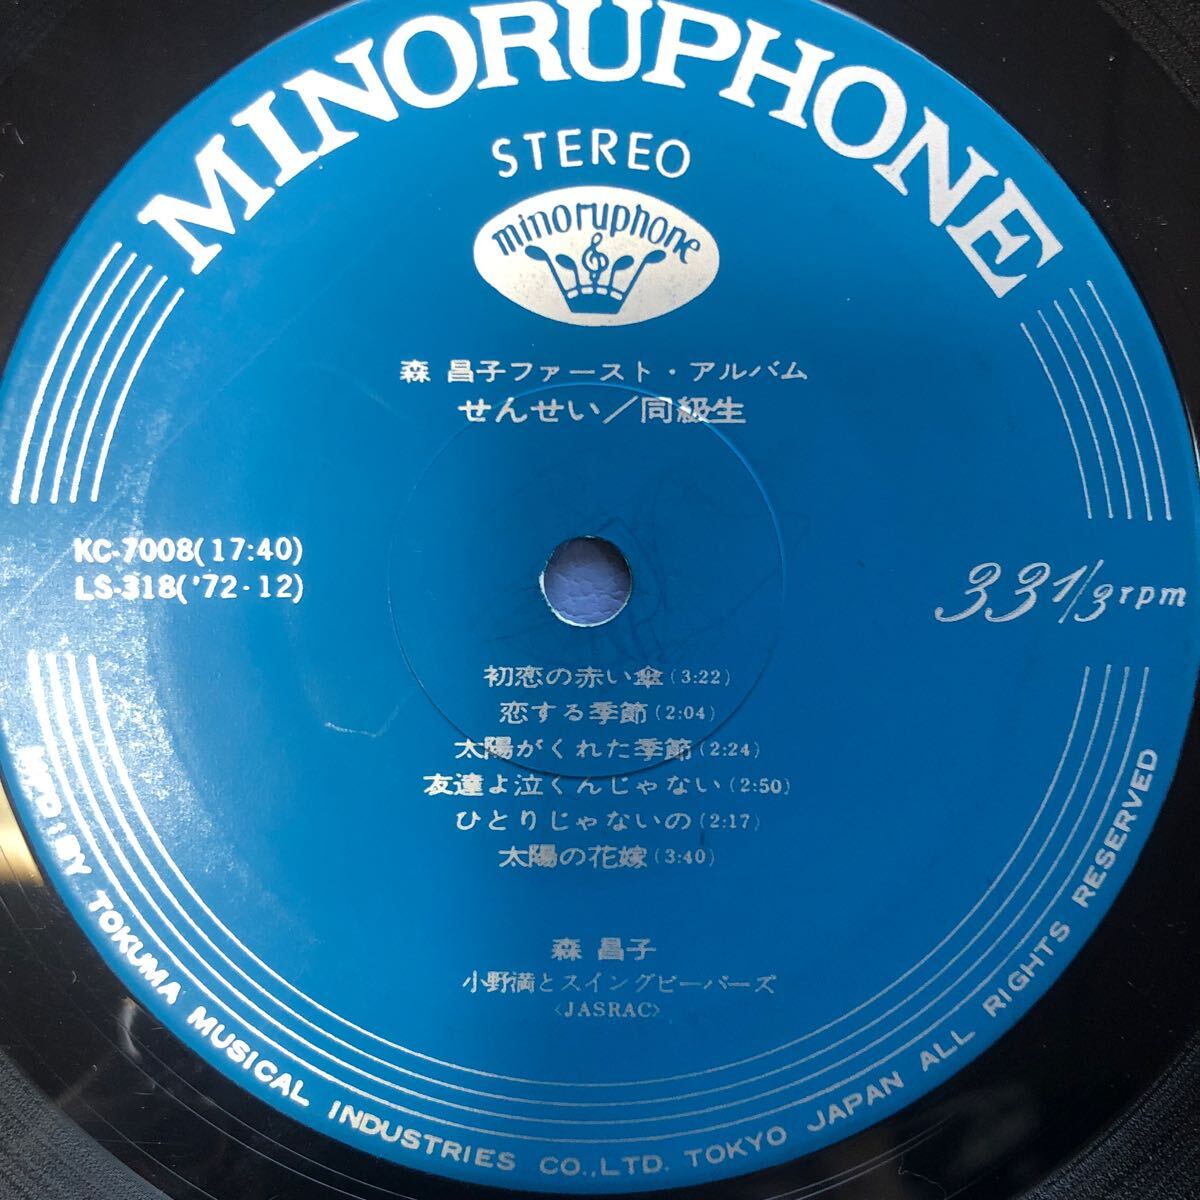 MINORUPHONE
STEREO
minoruphone
森 昌子ファースト・アルバム
せんせい／同級生
KC-7008(17:40)
LS-318('72·12)
33 1/3 rpm
初恋の赤い傘(3:22)
恋する季節(2:04)
太陽がくれた季節(2:24)
友達よ泣くんじゃない(2:50)
ひとりじゃないの(2:17)
太陽の花嫁(3:40)
森 昌子
小野満とスイングビーバーズ
<JASRAC>
MFD: BY TOKUMA MUSICAL INDUSTRIES CO.,LTD. TOKYO JAPAN ALL RIGHTS RESERVED